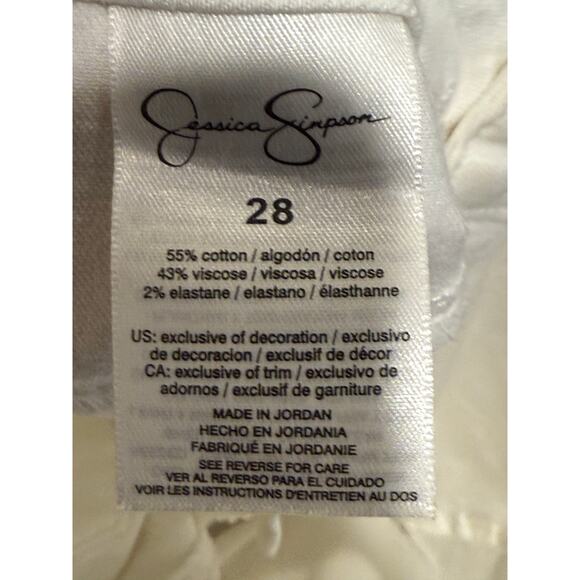 Jessica Simpson
28
55% cotton / algodón / coton
43% viscose / viscosa / viscose
2% elastane / elastano / élasthanne
US: exclusive of decoration / exclusivo
de decoracion / exclusif de décor
CA: exclusive of trim / exclusivo de
adornos / exclusif de garniture
MADE IN JORDAN
HECHO EN JORDANIA
FABRIQUÉ EN JORDANIE
SEE REVERSE FOR CARE
VER AL REVERSO PARA EL CUIDADO
VOIR LES INSTRUCTIONS D'ENTRETIEN AU DOS